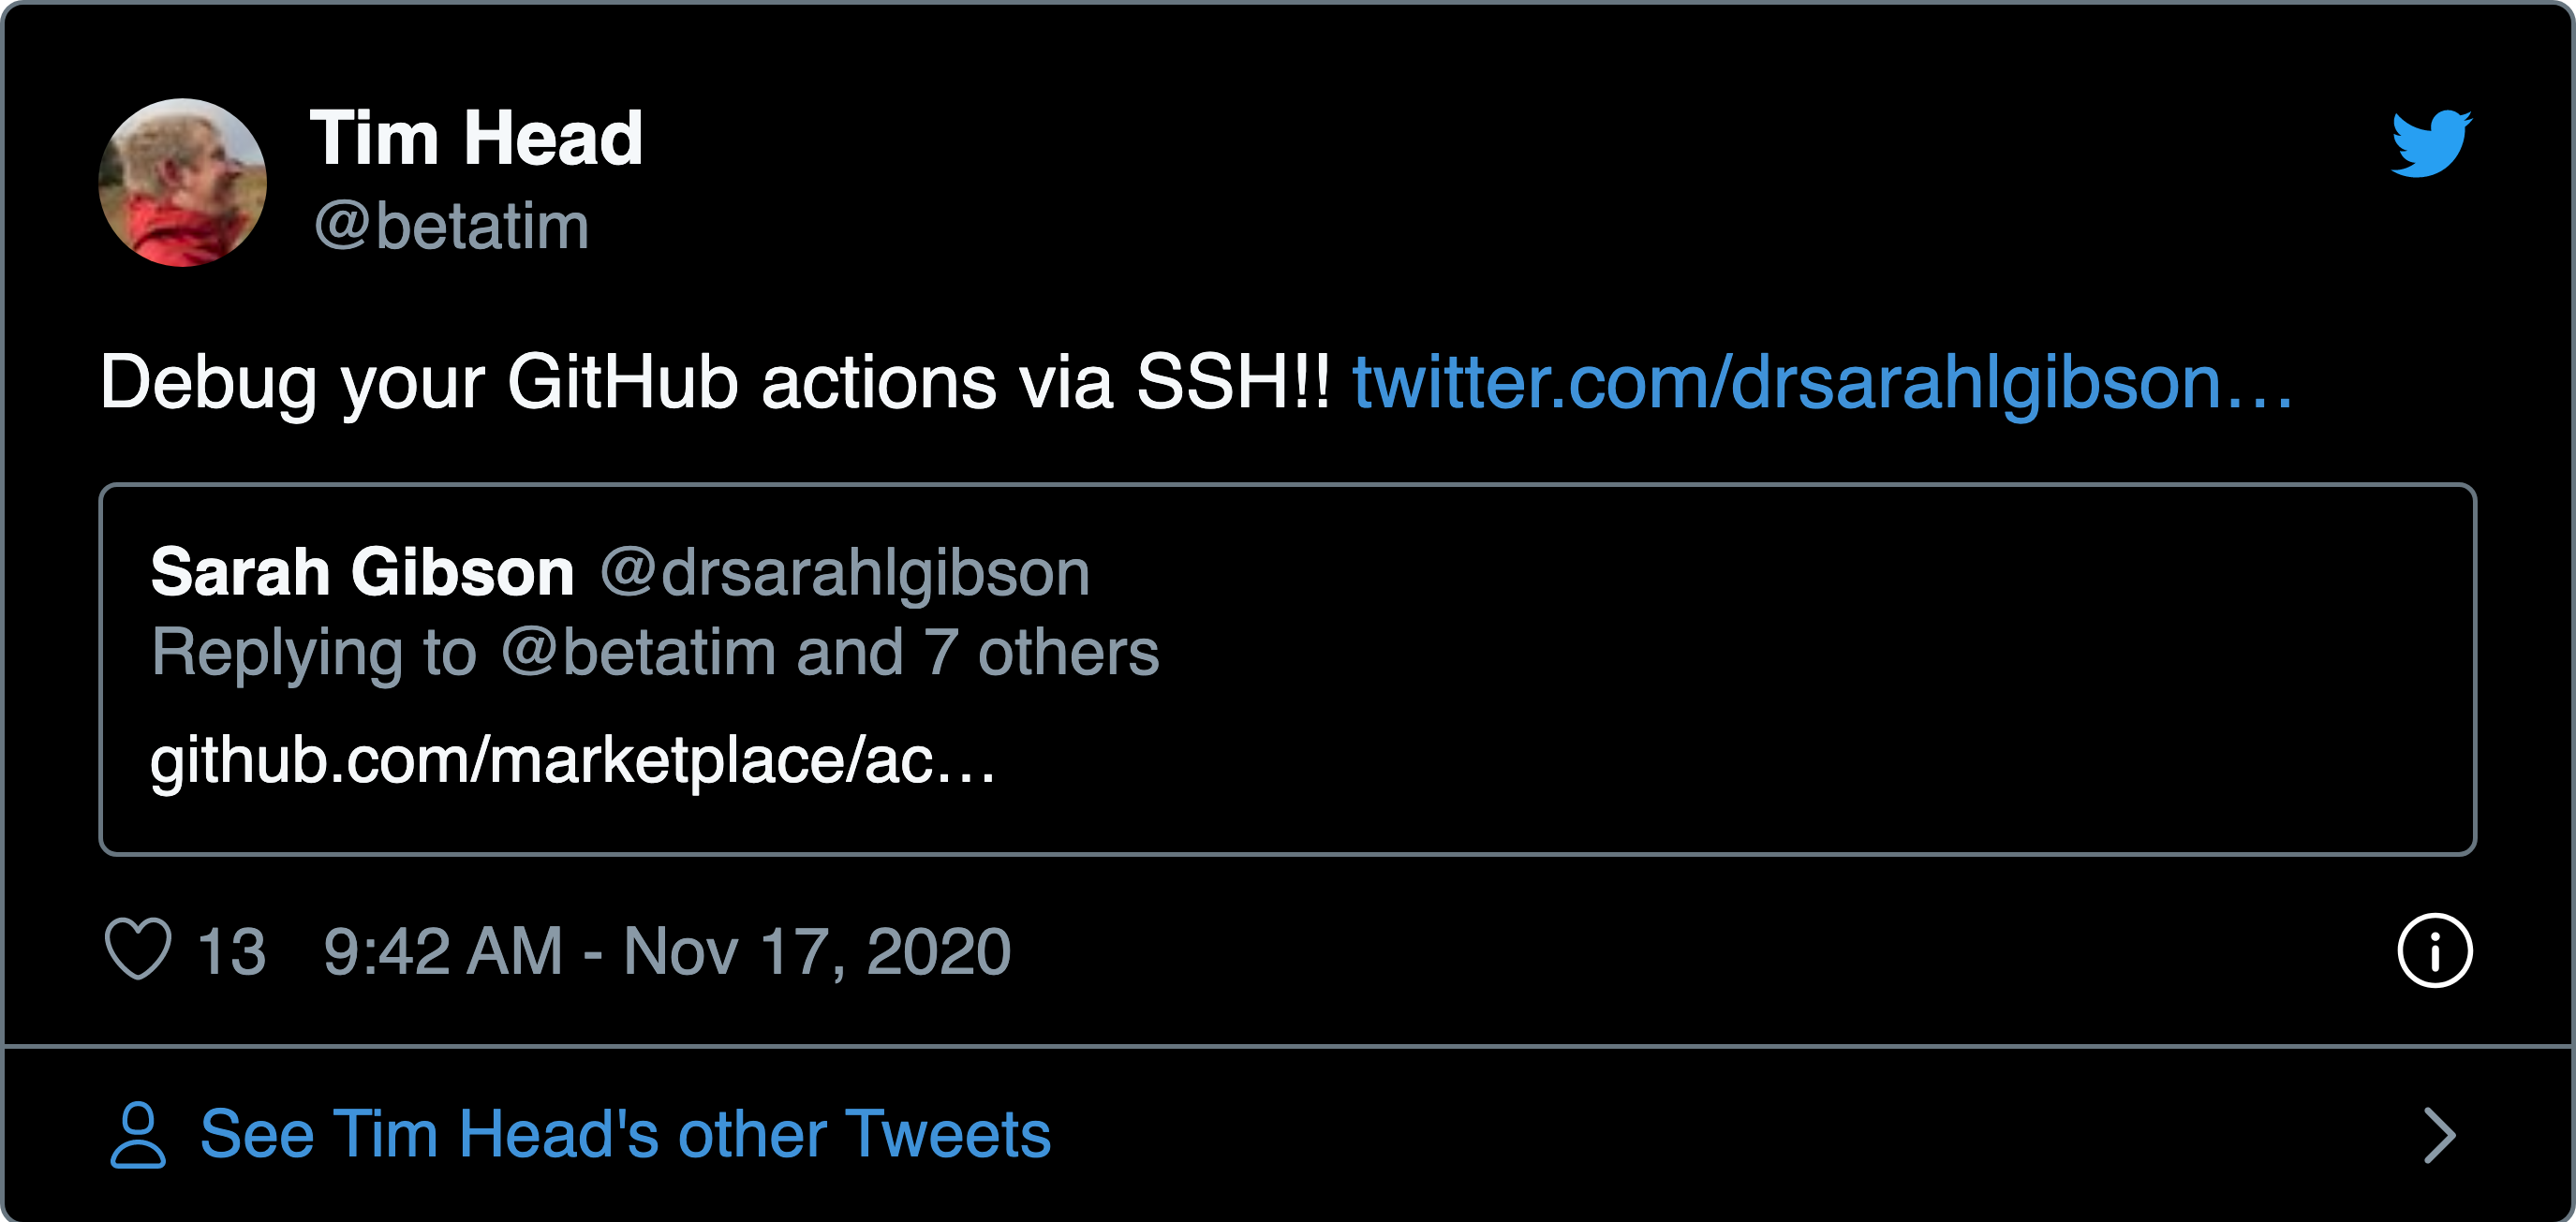 Tim Head
@betatim
Debug your GitHub actions via SSH!! twitter.com/drsarahlgibson…
Sarah Gibson @drsarahlgibson
Replying to @betatim and 7 others
github.com/marketplace/ac…
13 9:42 AM - Nov 17, 2020
See Tim Head's other Tweets